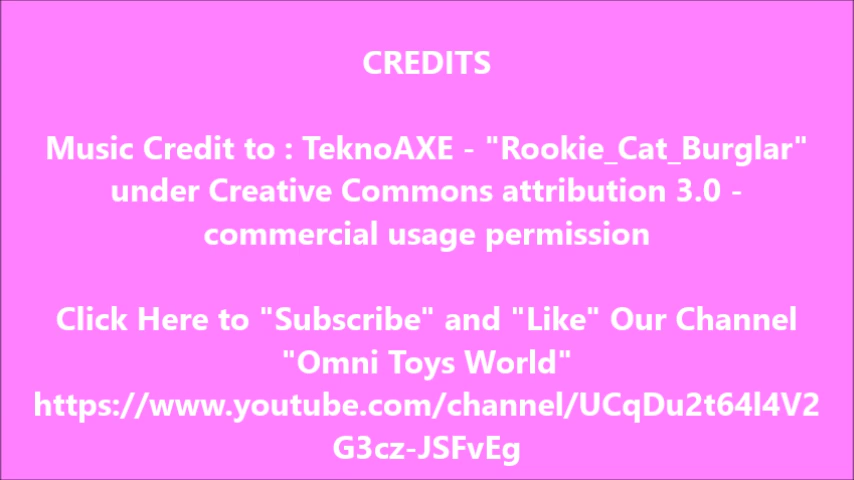 CREDITS
Music Credit to : TeknoAXE - "Rookie_Cat_Burglar"
under Creative Commons attribution 3.0 -
commercial usage permission
Click Here to "Subscribe" and "Like" Our Channel
"Omni Toys World"
https://www.youtube.com/channel/UCqDu2t64l4V2
G3cz-JSFvEg